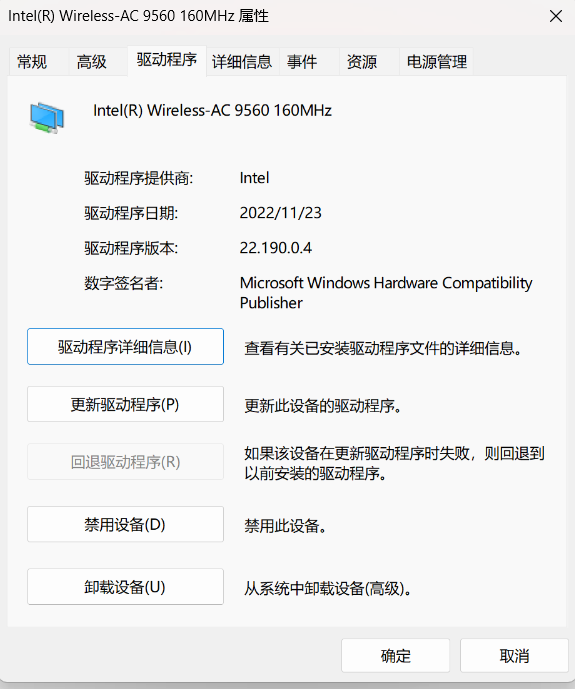 Intel(R) Wireless-AC 9560 160MHz 属性
常规 高级 驱动程序 详细信息 事件 资源 电源管理
Intel(R) Wireless-AC 9560 160MHz
驱动程序提供商: Intel
驱动程序日期: 2022/11/23
驱动程序版本: 22.190.0.4
数字签名者: Microsoft Windows Hardware Compatibility
Publisher
驱动程序详细信息(I) 查看有关已安装驱动程序文件的详细信息。
更新驱动程序(P) 更新此设备的驱动程序。
回退驱动程序(R) 如果该设备在更新驱动程序时失败，则回退到
以前安装的驱动程序。
禁用设备(D) 禁用此设备。
卸载设备(U) 从系统中卸载设备(高级)。
确定 取消